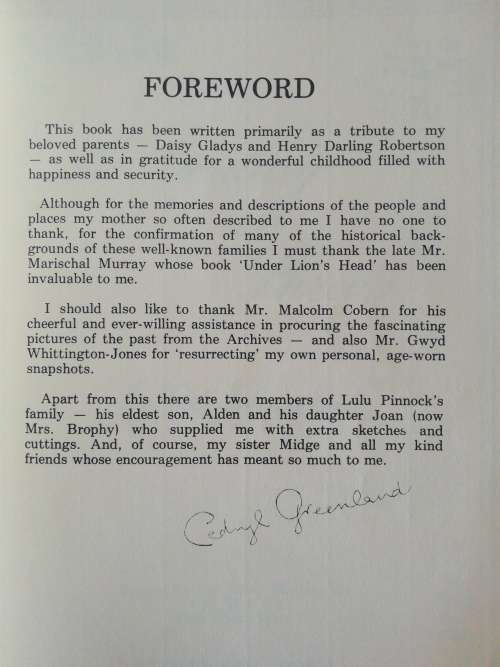 FOREWORD
This book has been written primarily as a tribute to my
beloved parents — Daisy Gladys and Henry Darling Robertson
— as well as in gratitude for a wonderful childhood filled with
happiness and security.
Although for the memories and descriptions of the people and
places my mother so often described to me I have no one to
thank, for the confirmation of many of the historical back-
grounds of these well-known families I must thank the late Mr.
Marischal Murray whose book ‘Under Lion’s Head’ has been
invaluable to me.
I should also like to thank Mr. Malcolm Cobern for his
cheerful and ever-willing assistance in procuring the fascinating
pictures of the past from the Archives — and also Mr. Gwyd
Whittington-Jones for ‘resurrecting’ my own personal, age-worn
snapshots.
Apart from this there are two members of Lulu Pinnock’s
family — his eldest son, Alden and his daughter Joan (now
Mrs. Brophy) who supplied me with extra sketches and
cuttings. And, of course, my sister Midge and all my kind
friends whose encouragement has meant so much to me.
Cedryl Greenland